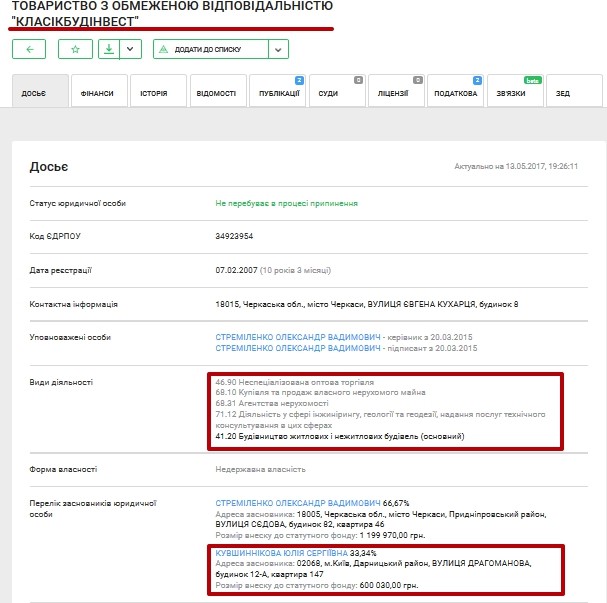 ТОВАРИСТВО З ОБМЕЖЕНОЮ ВІДПОВІДАЛЬНІСТЮ
"КЛАСІКБУДІНВЕСТ"
ДОДАТИ ДО СПИСКУ
ДОСЬЄ
ФІНАНСИ
ІСТОРІЯ
ВІДОМОСТІ
ПУБЛІКАЦІЇ 2
СУДИ 0
ЛІЦЕНЗІЇ 0
ПОДАТКОВА 2
ЗВ'ЯЗКИ beta
ЗЕД
Досьє
Актуально на 13.05.2017, 19:26:11
Статус юридичної особи
Не перебуває в процесі припинення
Код ЄДРПОУ
34923954
Дата реєстрації
07.02.2007 (10 років 3 місяці)
Контактна інформація
18015, Черкаська обл., місто Черкаси, ВУЛИЦЯ ЄВГЕНА КУХАРЦЯ, будинок 8
Уповноважені особи
СТРЕМІЛЕНКО ОЛЕКСАНДР ВАДИМОВИЧ - керівник з 20.03.2015
СТРЕМІЛЕНКО ОЛЕКСАНДР ВАДИМОВИЧ - підписант з 20.03.2015
Види діяльності
46.90 Неспеціалізована оптова торгівля
68.10 Купівля та продаж власного нерухомого майна
68.31 Агентства нерухомості
71.12 Діяльність у сфері інжинірингу, геології та геодезії, надання послуг технічного
консультування в цих сферах
41.20 Будівництво житлових і нежитлових будівель (основний)
Форма власності
Недержавна власність
Перелік засновників юридичної
особи
СТРЕМІЛЕНКО ОЛЕКСАНДР ВАДИМОВИЧ 66,67%
Адреса засновника: 18005, Черкаська обл., місто Черкаси, Придніпровський район,
ВУЛИЦЯ СЄДОВА, будинок 82, квартира 46
Розмір внеску до статутного фонду: 1 199 970,00 грн.
КУВШИННІКОВА ЮЛІЯ СЕРГІЇВНА 33,34%
Адреса засновника: 02068, м.Київ, Дарницький район, ВУЛИЦЯ ДРАГОМАНОВА,
будинок 12-А, квартира 147
Розмір внеску до статутного фонду: 600 030,00 грн.